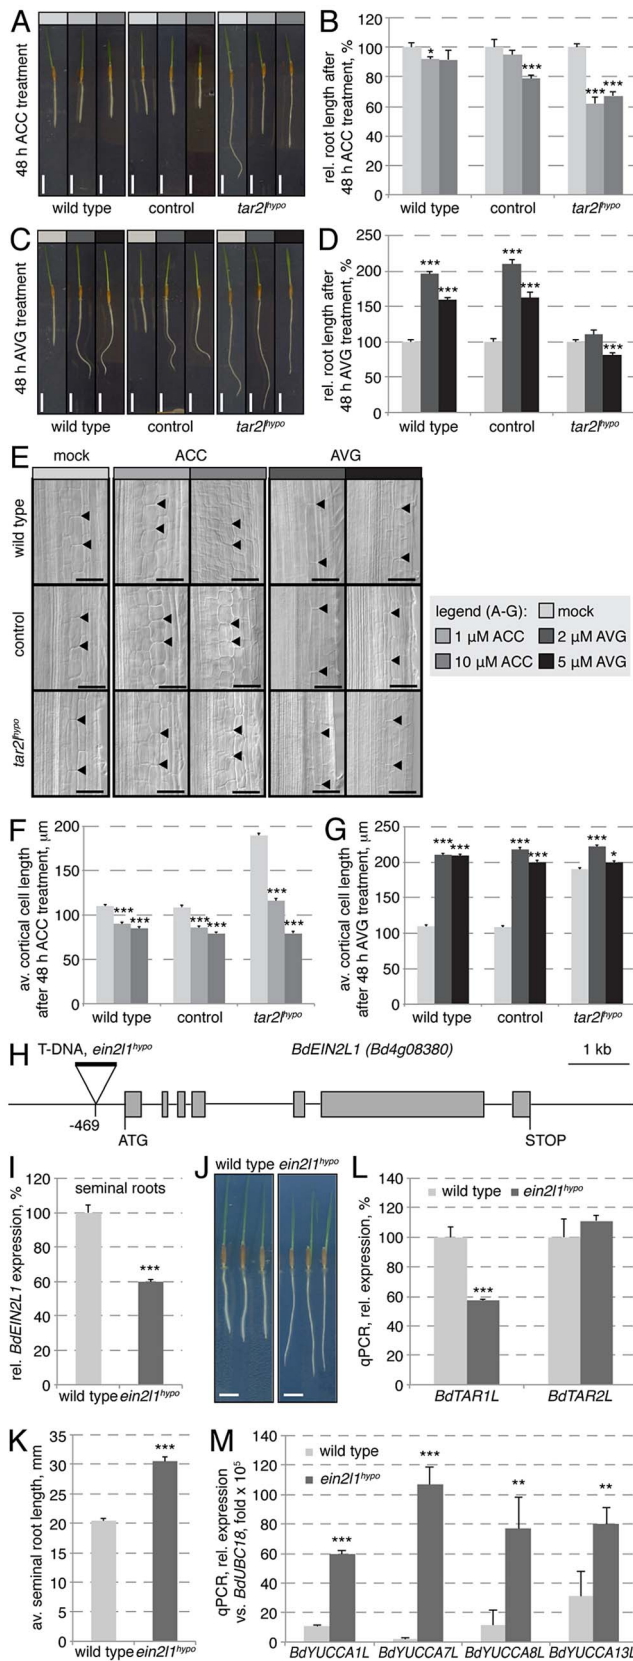 A
48 h ACC treatment
wild type control tar2l^hypo
B
rel. root length after
48 h ACC treatment, %
120
100
80
60
40
20
0
*
***
*** ***
wild type control tar2l^hypo
C
48 h AVG treatment
wild type control tar2l^hypo
D
rel. root length after
48 h AVG treatment, %
250
200
150
100
50
0
*** ***
*** ***
***
wild type control tar2l^hypo
E
mock ACC AVG
wild type
control
tar2l^hypo
legend (A-G): mock
1 µM ACC 2 µM AVG
10 µM ACC 5 µM AVG
F
av. cortical cell length
after 48 h ACC treatment, µm
200
150
100
50
0
*** ***
*** ***
*** ***
wild type control tar2l^hypo
G
av. cortical cell length
after 48 h AVG treatment, µm
250
200
150
100
50
0
*** ***
*** ***
*** *
wild type control tar2l^hypo
H
T-DNA, ein2l1^hypo BdEIN2L1 (Bd4g08380) 1 kb
-469
ATG STOP
I
rel. BdEIN2L1 expression, %
seminal roots
120
100
80
60
40
20
0
***
wild type ein2l1^hypo
J
wild type ein2l1^hypo
L
qPCR, rel. expression, %
wild type ein2l1^hypo
140
120
100
80
60
40
20
0
***
BdTAR1L BdTAR2L
K
av. seminal root length, mm
35
30
25
20
15
10
5
0
***
wild type ein2l1^hypo
M
qPCR, rel. expression
vs. BdUBC18, fold x 10^5
wild type
ein2l1^hypo
140
120
100
80
60
40
20
0
*** *** ** **
BdYUCCA1L BdYUCCA7L BdYUCCA8L BdYUCCA13L